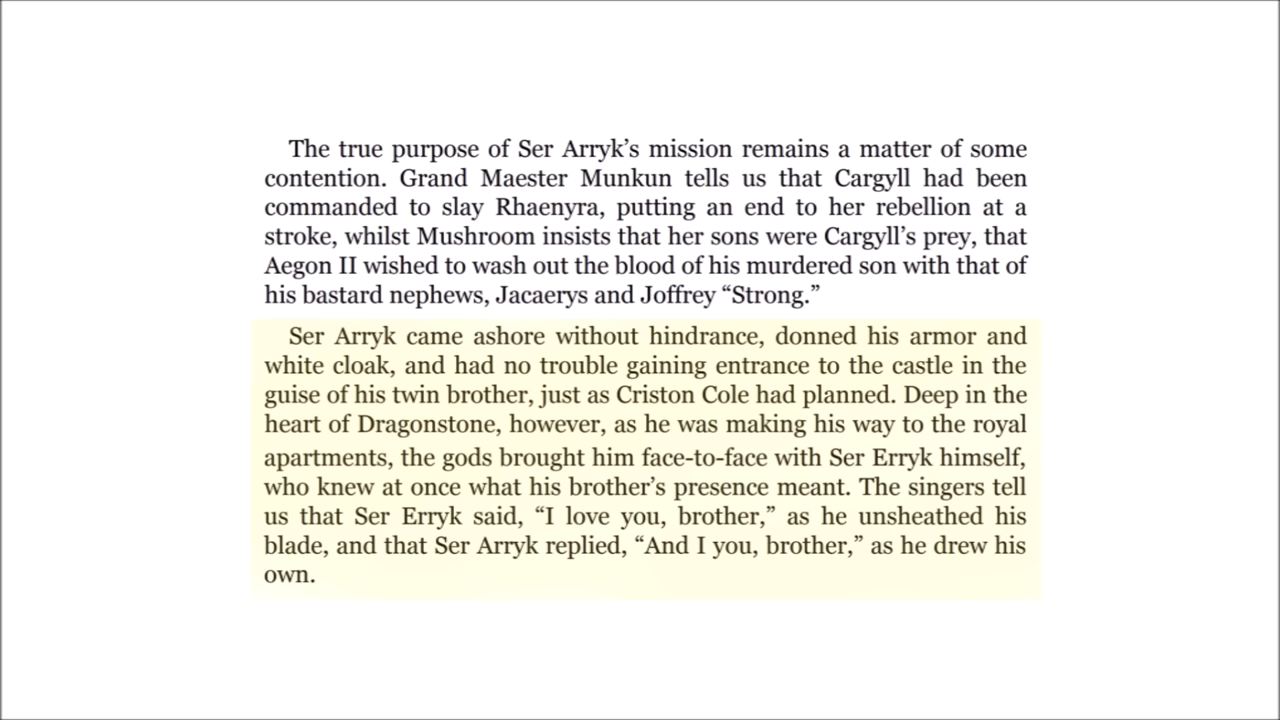 The true purpose of Ser Arryk’s mission remains a matter of some
contention. Grand Maester Munkun tells us that Cargyll had been
commanded to slay Rhaenyra, putting an end to her rebellion at a
stroke, whilst Mushroom insists that her sons were Cargyll’s prey, that
Aegon II wished to wash out the blood of his murdered son with that of
his bastard nephews, Jacaerys and Joffrey “Strong.”
Ser Arryk came ashore without hindrance, donned his armor and
white cloak, and had no trouble gaining entrance to the castle in the
guise of his twin brother, just as Criston Cole had planned. Deep in the
heart of Dragonstone, however, as he was making his way to the royal
apartments, the gods brought him face-to-face with Ser Erryk himself,
who knew at once what his brother’s presence meant. The singers tell
us that Ser Erryk said, “I love you, brother,” as he unsheathed his
blade, and that Ser Arryk replied, “And I you, brother,” as he drew his
own.